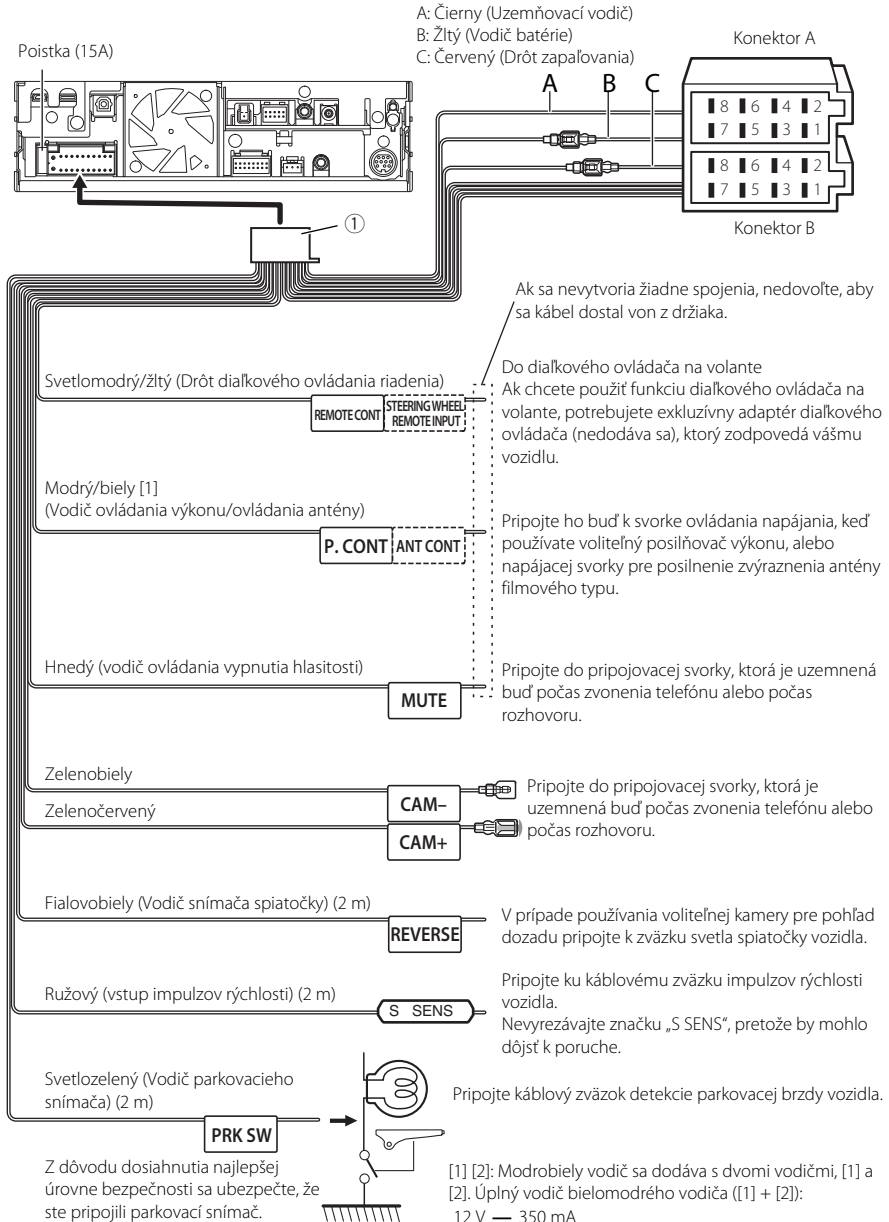 A: Čierny (Uzemňovací vodič)
B: Žltý (Vodič batérie)
C: Červený (Drôt zapaľovania)
Poistka (15A)
Konektor A
A B C
8 6 4 2
7 5 3 1
8 6 4 2
7 5 3 1
Konektor B
①
Ak sa nevytvoria žiadne spojenia, nedovoľte, aby
sa kábel dostal von z držiaka.
Svetlomodrý/žltý (Drôt diaľkového ovládania riadenia)
REMOTE CONT
STEERING WHEEL
REMOTE INPUT
Do diaľkového ovládača na volante
Ak chcete použiť funkciu diaľkového ovládača na
volante, potrebujete exkluzívny adaptér diaľkového
ovládača (nedodáva sa), ktorý zodpovedá vášmu
vozidlu.
Modrý/biely [1]
(Vodič ovládania výkonu/ovládania antény)
P. CONT
ANT CONT
Pripojte ho buď k svorke ovládania napájania, keď
používate voliteľný posilňovač výkonu, alebo
napájacej svorky pre posilnenie zvýraznenia antény
filmového typu.
Hnedý (vodič ovládania vypnutia hlasitosti)
MUTE
Pripojte do pripojovacej svorky, ktorá je uzemnená
buď počas zvonenia telefónu alebo počas
rozhovoru.
Zelenobiely
CAM–
Zelenočervený
CAM+
Pripojte do pripojovacej svorky, ktorá je
uzemnená buď počas zvonenia telefónu alebo
počas rozhovoru.
Fialovobiely (Vodič snímača spiatočky) (2 m)
REVERSE
V prípade používania voliteľnej kamery pre pohľad
dozadu pripojte k zväzku svetla spiatočky vozidla.
Ružový (vstup impulzov rýchlosti) (2 m)
S SENS
Pripojte ku káblovému zväzku impulzov rýchlosti
vozidla.
Nevyrezávajte značku „S SENS“, pretože by mohlo
dôjsť k poruche.
Svetlozelený (Vodič parkovacieho
snímača) (2 m)
PRK SW
Pripojte káblový zväzok detekcie parkovacej brzdy vozidla.
Z dôvodu dosiahnutia najlepšej
úrovne bezpečnosti sa ubezpečte, že
ste pripojili parkovací snímač.
[1] [2]: Modrobiely vodič sa dodáva s dvomi vodičmi, [1] a
[2]. Úplný vodič bielomodrého vodiča ([1] + [2]):
12 V — 350 mA